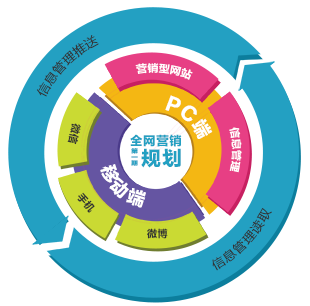 信息管理推送
营销型网站
PC端
信息管理
全网营销
第一期
规划
微信
移动端
手机
微博
信息管理读取